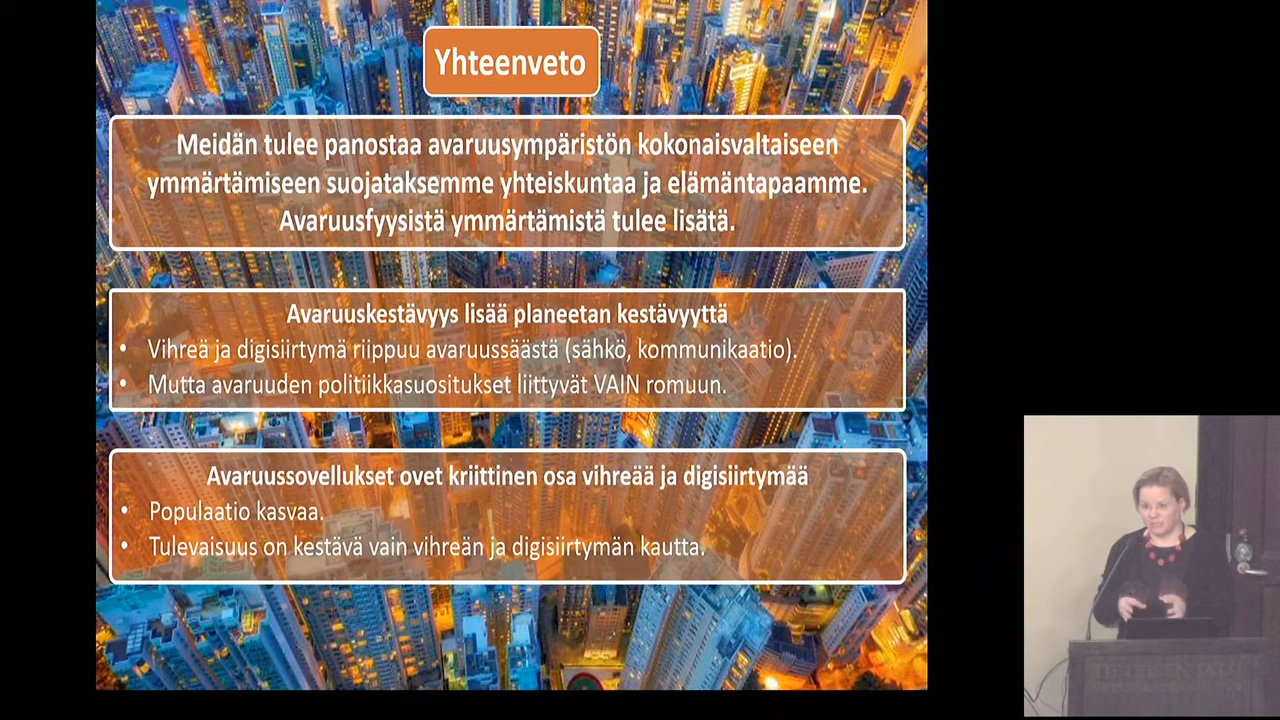 Yhteenveto
Meidän tulee panostaa avaruusympäristön kokonaisvaltaiseen
ymmärtämiseen suojataksemme yhteiskuntaa ja elämäntapaamme.
Avaruusfyysistä ymmärtämistä tulee lisätä.
Avaruuskestävyys lisää planeetan kestävyyttä
• Vihreä ja digisiirtymä riippuu avaruussäästä (sähkö, kommunikaatio).
• Mutta avaruuden politiikkasuositukset liittyvät VAIN romuun.
Avaruussovellukset ovet kriittinen osa vihreää ja digisiirtymää
• Populaatio kasvaa.
• Tulevaisuus on kestävä vain vihreän ja digisiirtymän kautta.